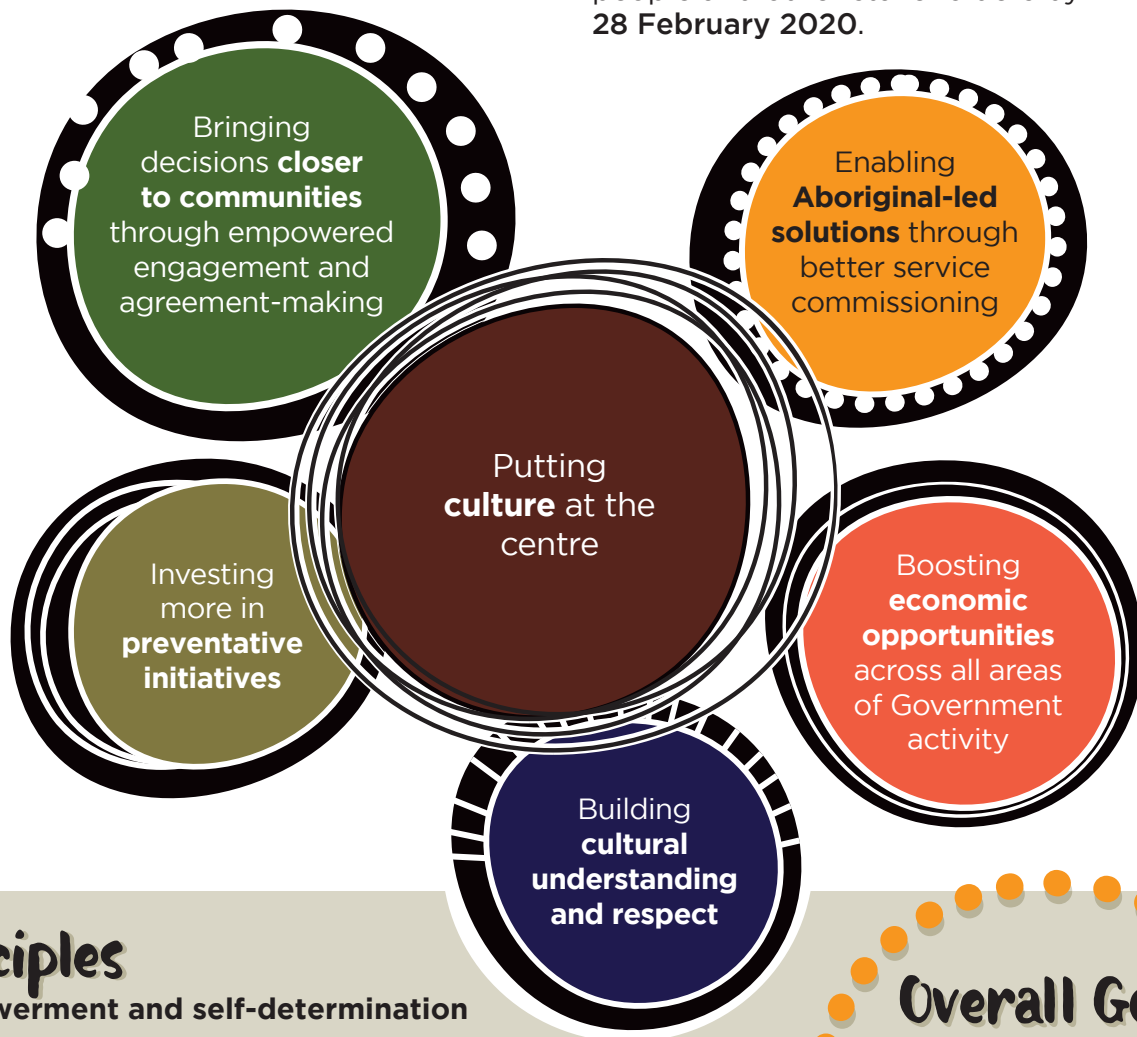 28 February 2020.
Bringing
decisions closer
to communities
through empowered
engagement and
agreement-making
Enabling
Aboriginal-led
solutions through
better service
commissioning
Putting
culture at the
centre
Investing
more in
preventative
initiatives
Boosting
economic
opportunities
across all areas
of Government
activity
Building
cultural
understanding
and respect
ciples
werment and self-determination
Overall Go